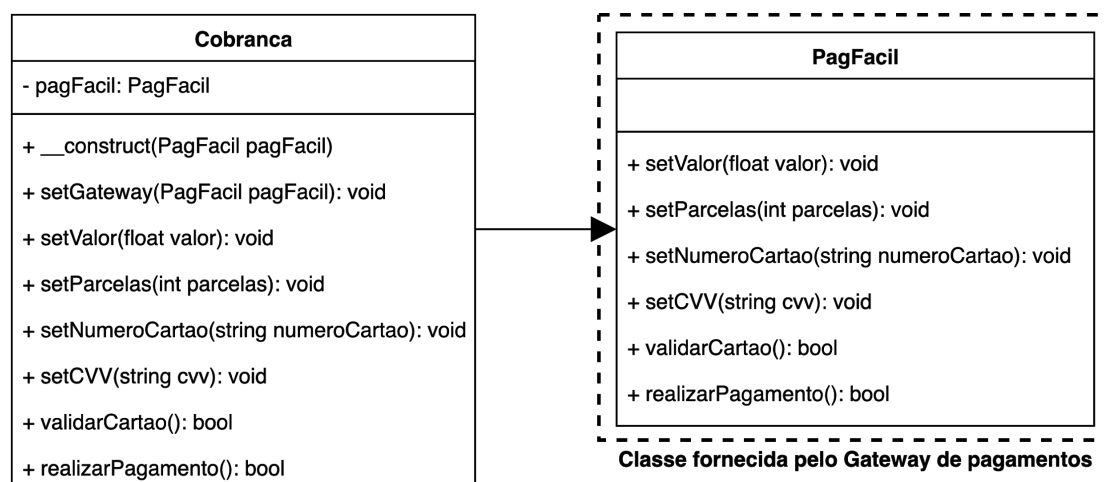 Cobranca
- pagFacil: PagFacil
+ __construct(PagFacil pagFacil)
+ setGateway(PagFacil pagFacil): void
+ setValor(float valor): void
+ setParcelas(int parcelas): void
+ setNumeroCartao(string numeroCartao): void
+ setCVV(string cvv): void
+ validarCartao(): bool
+ realizarPagamento(): bool
PagFacil
+ setValor(float valor): void
+ setParcelas(int parcelas): void
+ setNumeroCartao(string numeroCartao): void
+ setCVV(string cvv): void
+ validarCartao(): bool
+ realizarPagamento(): bool
Classe fornecida pelo Gateway de pagamentos